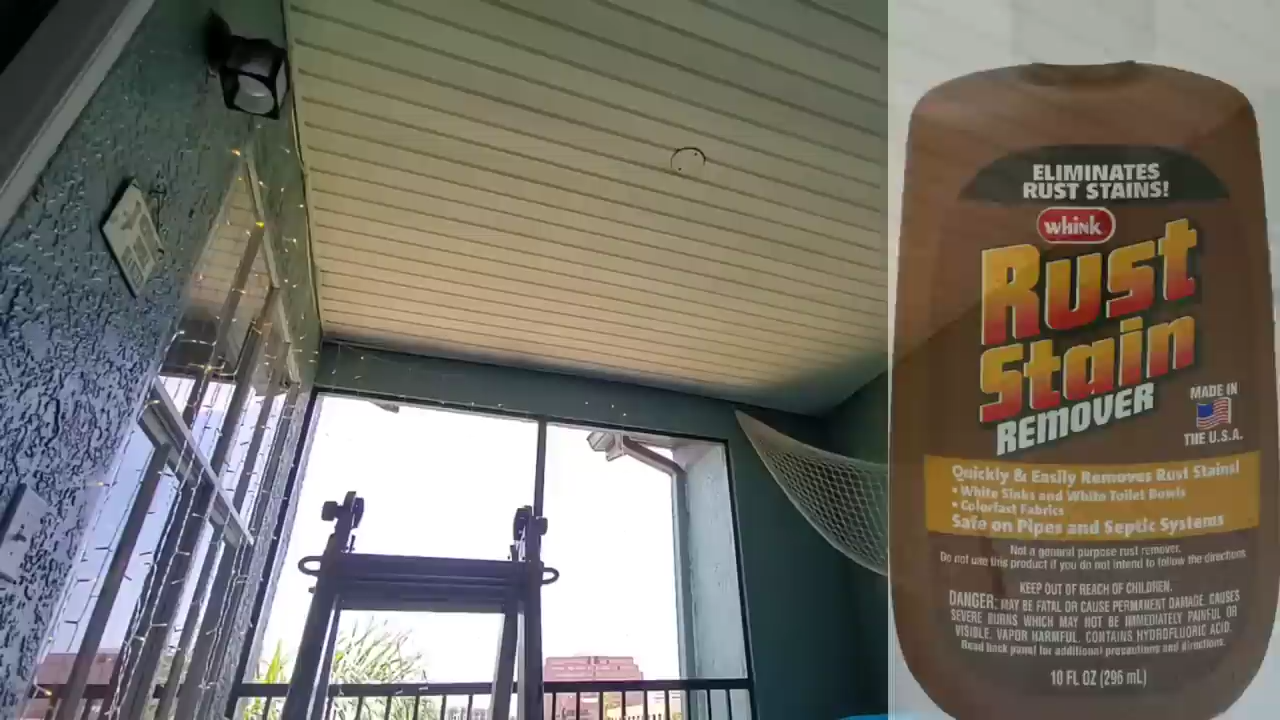 ELIMINATES
RUST STAINS!
whink
Rust
Stain
REMOVER
MADE IN
THE U.S.A.
Quickly & Easily Removes Rust Stains!
• White Sinks and White Toilet Bowls
• Colorfast Fabrics
Safe on Pipes and Septic Systems
Not a general purpose rust remover.
Do not use this product if you do not intend to follow the directions.
KEEP OUT OF REACH OF CHILDREN.
DANGER: MAY BE FATAL OR CAUSE PERMANENT DAMAGE. CAUSES
SEVERE BURNS WHICH MAY NOT BE IMMEDIATELY PAINFUL OR
VISIBLE. VAPOR HARMFUL. CONTAINS HYDROFLUORIC ACID.
Read back panel for additional precautions and directions.
10 FL OZ (296 mL)